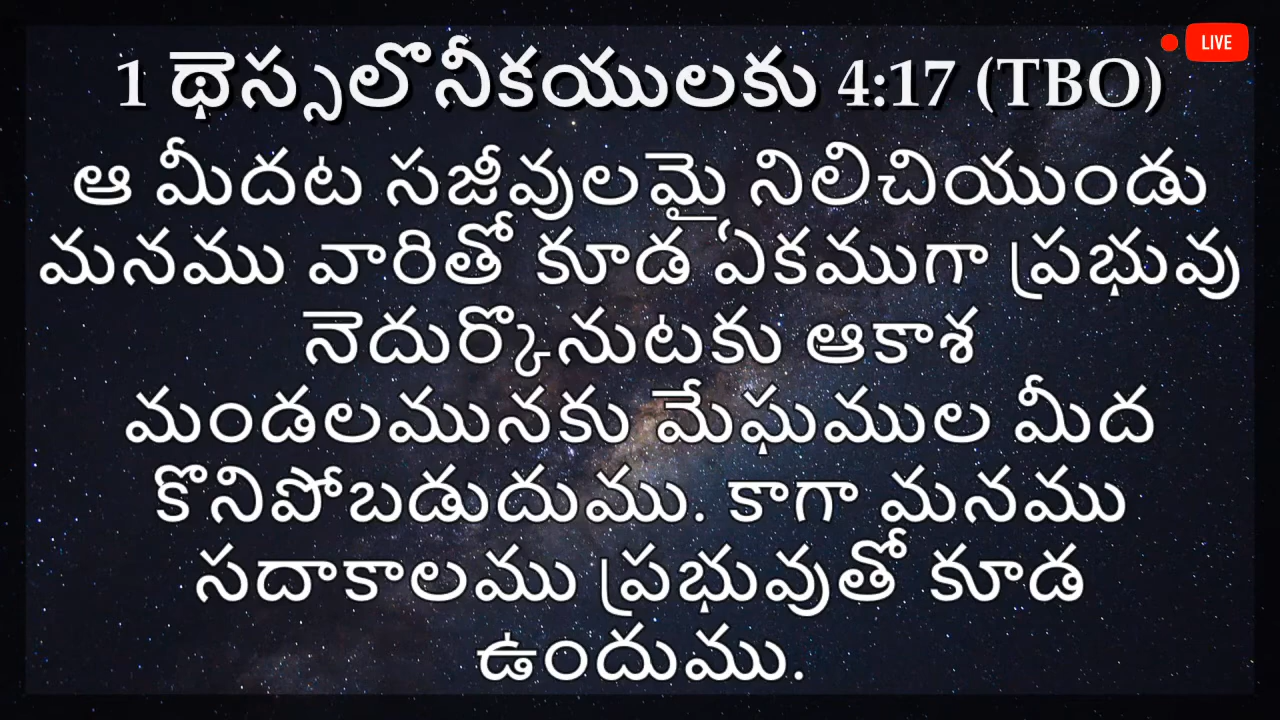 LIVE
1 థెస్సలొనీకయులకు 4:17 (TBO)
ఆ మీదట సజీవులమై నిలిచియుండు
మనము వారితో కూడ ఏకముగా ప్రభువు
నెదుర్కొనుటకు ఆకాశ
మండలమునకు మేఘముల మీద
కొనిపోబడుదుము. కాగా మనము
సదాకాలము ప్రభువుతో కూడ
ఉందుము.